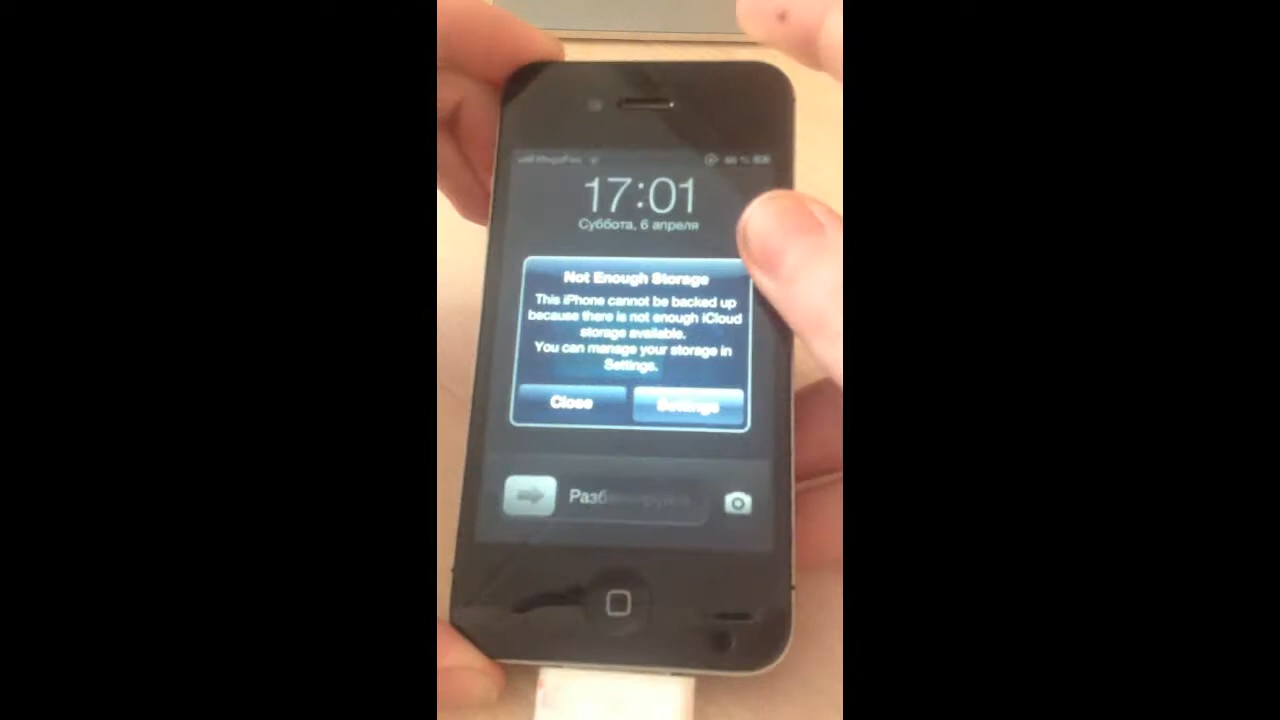 MegaFon
17:01
Суббота, 6 апреля
Not Enough Storage
This iPhone cannot be backed up
because there is not enough iCloud
storage available.
You can manage your storage in
Settings.
Close
Settings